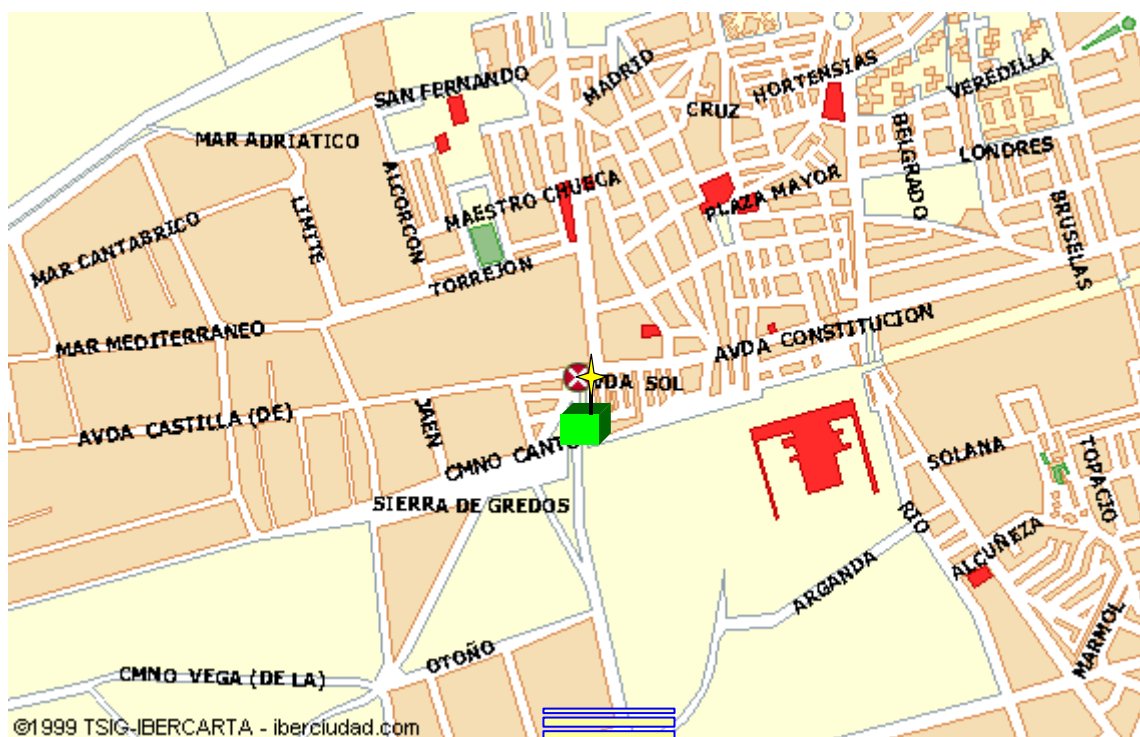 SAN FERNANDO
MADRID
HORTENSIAS
VEREDILLA
CRUZ
MAR ADRIATICO
BELGRADO
LONDRES
ALCORCON
MAESTRO CHUECA
PLAZA MAYOR
LIMITE
MAR CANTABRICO
BRUSELAS
TORREJON
MAR MEDITERRANEO
AVDA CONSTITUCION
VDA SOL
AVDA CASTILLA (DE)
JAEN
CMNO CANTO
SOLANA
TOPACIO
SIERRA DE GREDOS
RIO
ALCUÑEZA
ARGANDA
MARMOL
OTOÑO
CMNO VEGA (DE LA)
©1999 TSIG-IBERCARTA - iberciudad.com